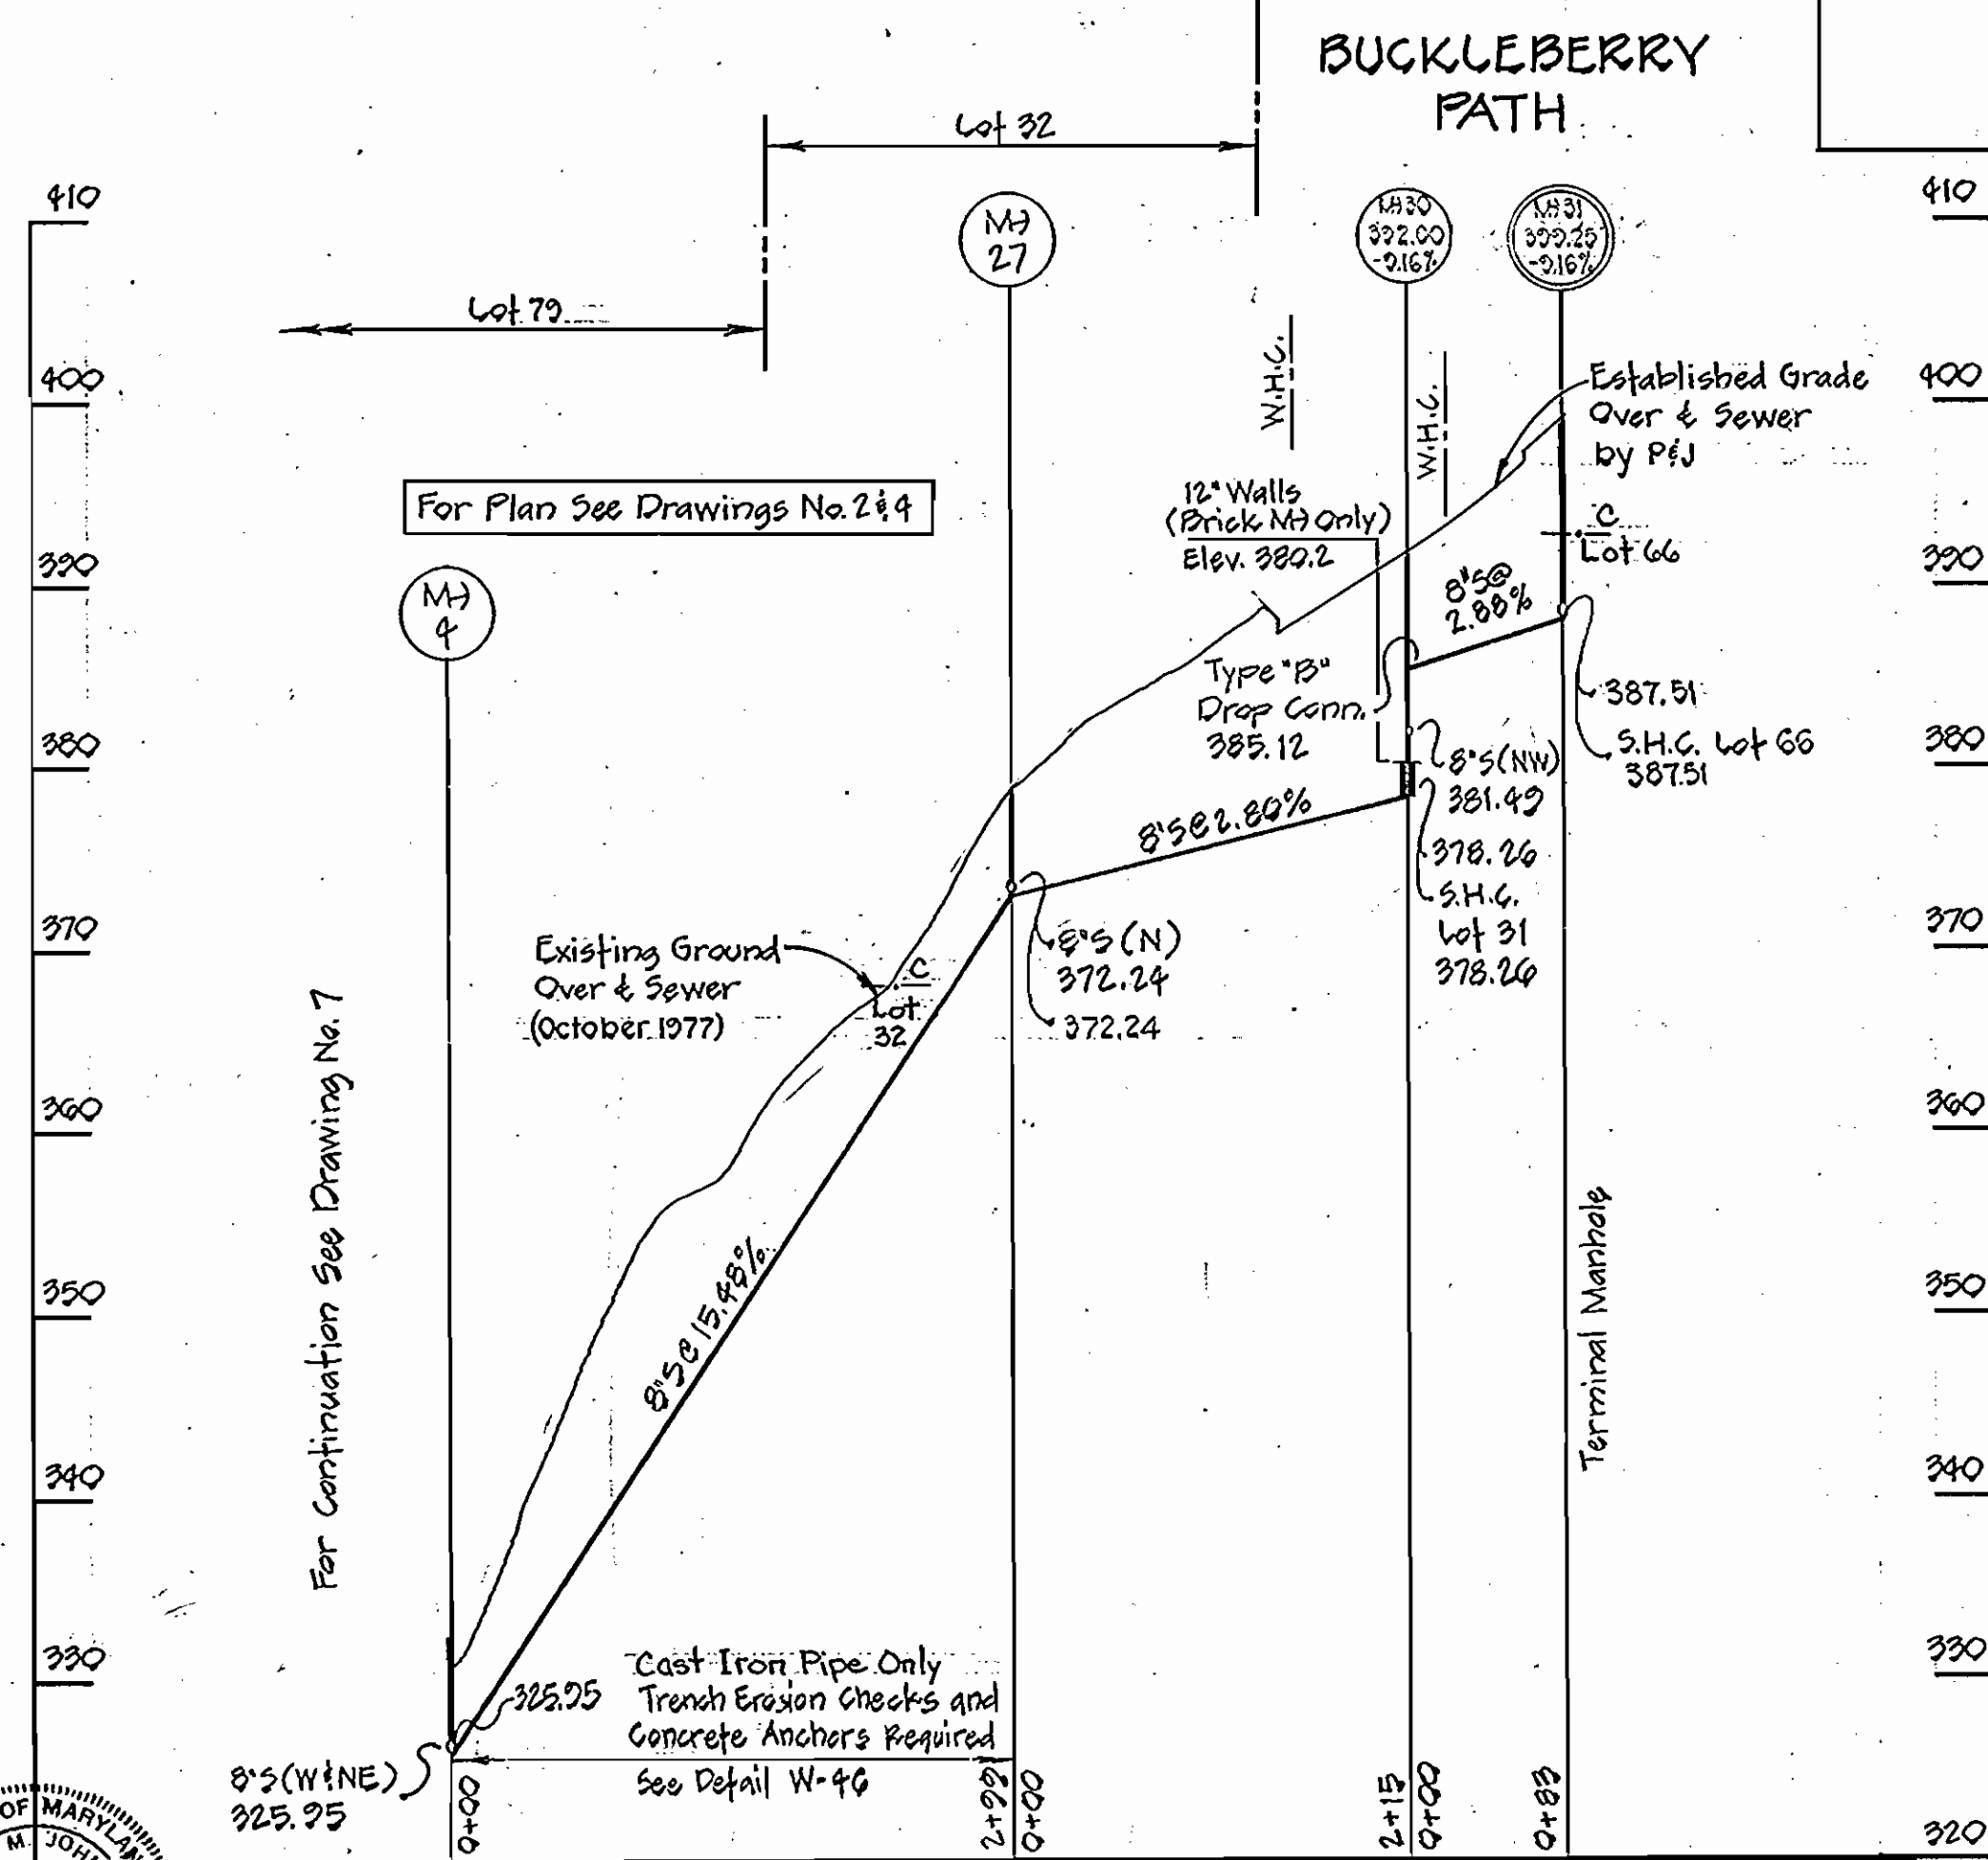 BUCKLEBERRY
PATH
Lot 32
Lot 79
410
400
390
380
370
360
350
340
330
410
400
390
380
370
360
350
340
330
320
MH
4
MH
27
MH 30
392.00
-9.16%
MH 31
399.25
-9.16%
W.H.C.
W.H.C.
Established Grade
Over ℄ Sewer
by P&J
For Plan See Drawings No. 2 & 4
12" Walls
(Brick MH Only)
Elev. 380.2
C
Lot 66
8"S@
2.88%
Type "B"
Drop Conn.
385.12
387.51
S.H.C. Lot 66
387.51
8"S(NW)
381.49
378.26
S.H.C.
Lot 31
378.26
8"S@2.80%
8"S(N)
372.24
372.24
Existing Ground
Over ℄ Sewer
(October 1977)
C
Lot
32
For Continuation See Drawing No. 7
8"S@15.48%
Terminal Manhole
325.95
Cast Iron Pipe Only
Trench Erosion Checks and
Concrete Anchors Required
See Detail W-46
8"S(W&NE)
325.95
0+00
2+99
0+00
2+15
0+00
0+83
OF MARYLAN
M. JOH